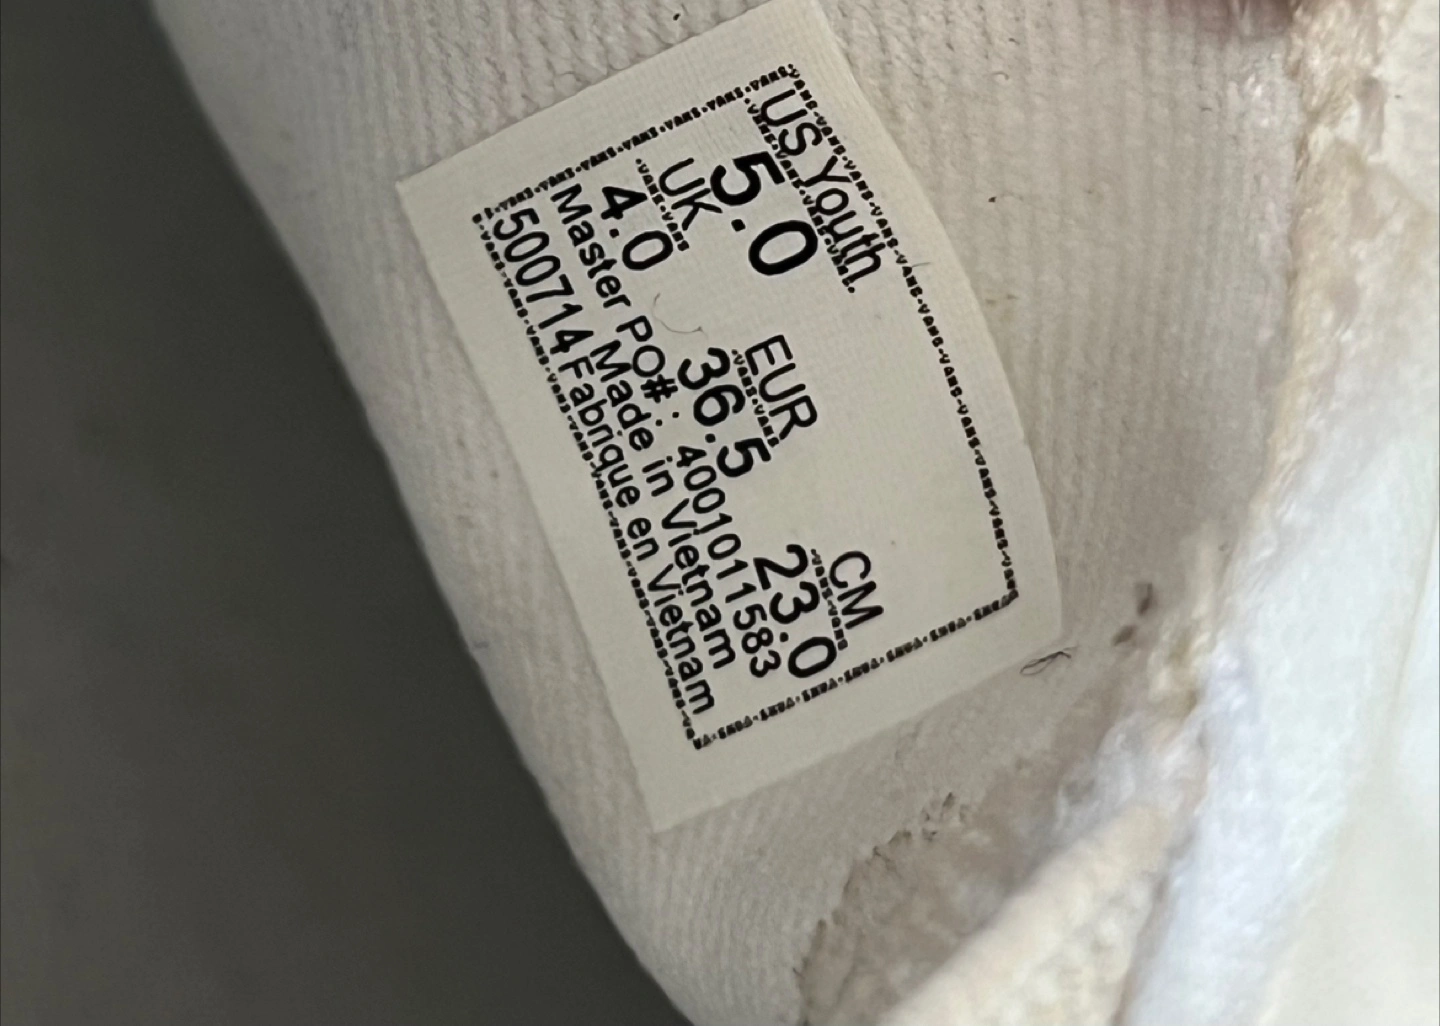 US Youth EUR CM
5.0 36.5 23.0
UK
4.0
Master PO#: 4001011583
Made in Vietnam
500714 Fabrique en Vietnam